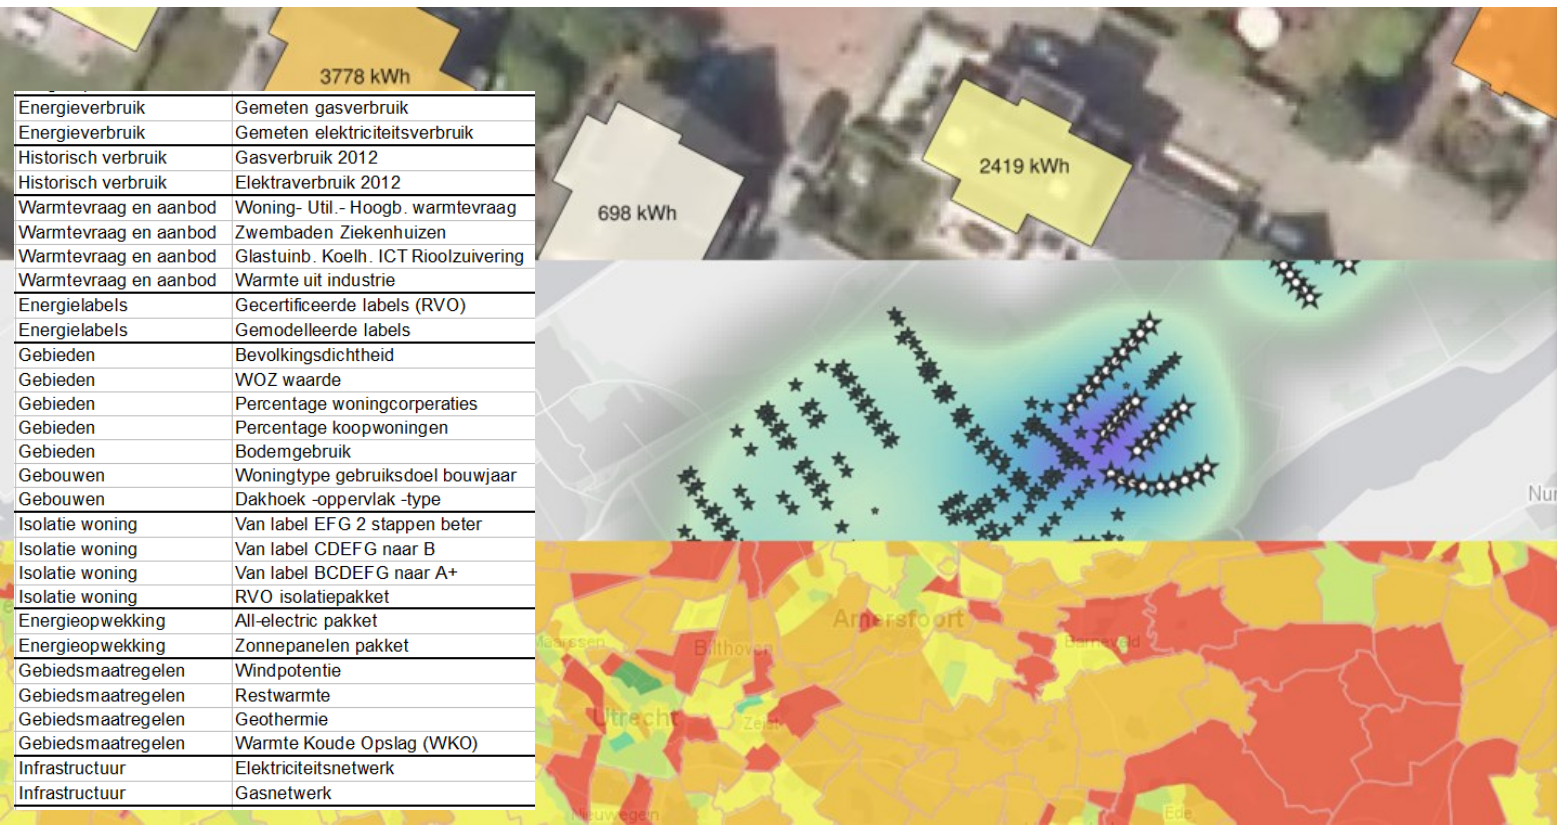 3778 kWh
2419 kWh
698 kWh
Energieverbruik Gemeten gasverbruik
Energieverbruik Gemeten elektriciteitsverbruik
Historisch verbruik Gasverbruik 2012
Historisch verbruik Elektraverbruik 2012
Warmtevraag en aanbod Woning- Util.- Hoogb. warmtevraag
Warmtevraag en aanbod Zwembaden Ziekenhuizen
Warmtevraag en aanbod Glastuinb. Koelh. ICT Rioolzuivering
Warmtevraag en aanbod Warmte uit industrie
Energielabels Gecertificeerde labels (RVO)
Energielabels Gemodelleerde labels
Gebieden Bevolkingsdichtheid
Gebieden WOZ waarde
Gebieden Percentage woningcorperaties
Gebieden Percentage koopwoningen
Gebieden Bodemgebruik
Gebouwen Woningtype gebruiksdoel bouwjaar
Gebouwen Dakhoek -oppervlak -type
Isolatie woning Van label EFG 2 stappen beter
Isolatie woning Van label CDEFG naar B
Isolatie woning Van label BCDEFG naar A+
Isolatie woning RVO isolatiepakket
Energieopwekking All-electric pakket
Energieopwekking Zonnepanelen pakket
Gebiedsmaatregelen Windpotentie
Gebiedsmaatregelen Restwarmte
Gebiedsmaatregelen Geothermie
Gebiedsmaatregelen Warmte Koude Opslag (WKO)
Infrastructuur Elektriciteitsnetwerk
Infrastructuur Gasnetwerk
Nun
Amersfoort
Maarssen
Bilthoven
Barneveld
Utrecht
Zeist
Nieuwegein
Ede